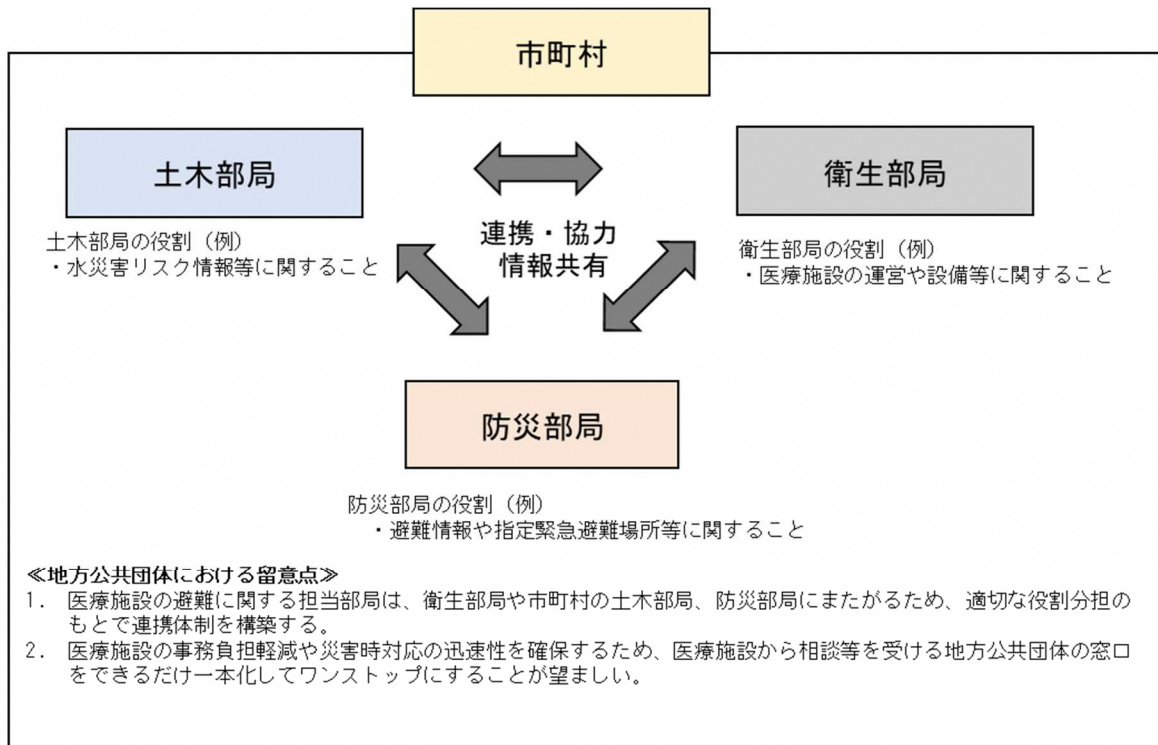 市町村
土木部局
衛生部局
土木部局の役割（例）
・水災害リスク情報等に関すること
連携・協力
情報共有
衛生部局の役割（例）
・医療施設の運営や設備等に関すること
防災部局
防災部局の役割（例）
・避難情報や指定緊急避難場所等に関すること
≪地方公共団体における留意点≫
1. 医療施設の避難に関する担当部局は、衛生部局や市町村の土木部局、防災部局にまたがるため、適切な役割分担の
もとで連携体制を構築する。
2. 医療施設の事務負担軽減や災害時対応の迅速性を確保するため、医療施設から相談等を受ける地方公共団体の窓口
をできるだけ一本化してワンストップにすることが望ましい。